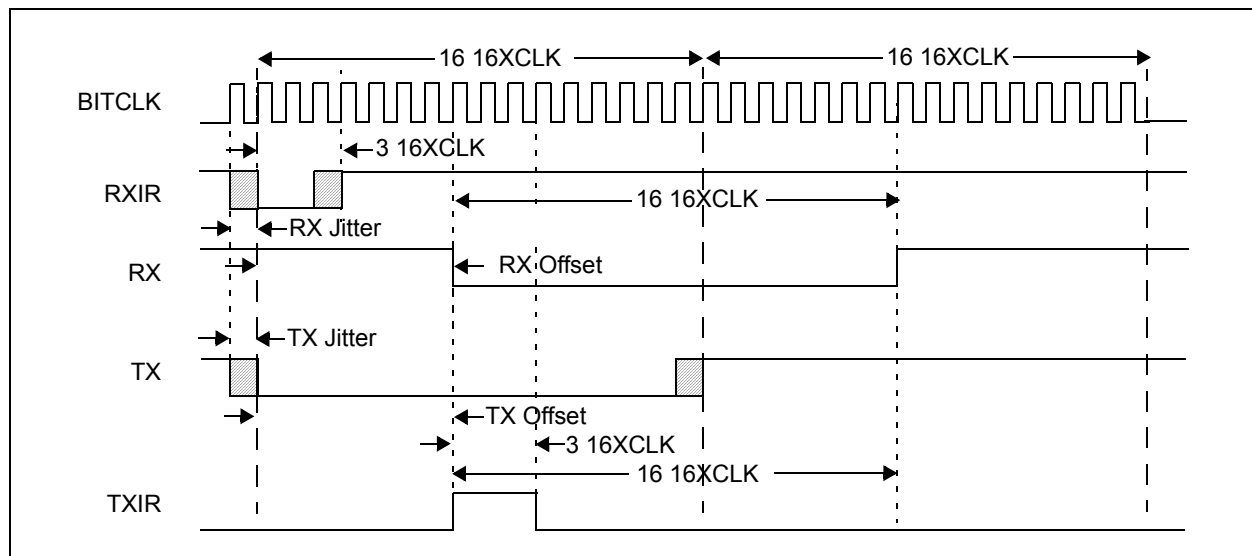 16 16XCLK
16 16XCLK
BITCLK
3 16XCLK
RXIR
16 16XCLK
RX Jitter
RX
RX Offset
TX Jitter
TX
TX Offset
3 16XCLK
16 16XCLK
TXIR